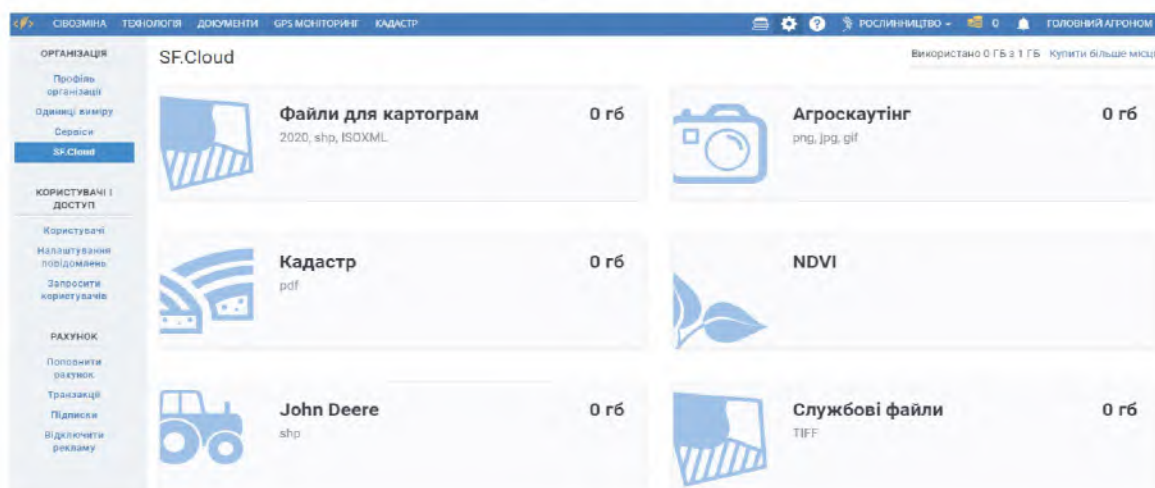 СІВОЗМІНА ТЕХНОЛОГІЯ ДОКУМЕНТИ GPS МОНІТОРИНГ КАДАСТР РОСЛИННИЦТВО 0 ГОЛОВНИЙ АГРОНОМ
ОРГАНІЗАЦІЯ
Профіль
організації
Одиниці виміру
Сервіси
SF.Cloud
КОРИСТУВАЧІ І
ДОСТУП
Користувачі
Налаштування
повідомлень
Запросити
користувачів
РАХУНОК
Поповнити
рахунок
Транзакції
Підписки
Відключити
рекламу
SF.Cloud
Використано 0 ГБ з 1 ГБ Купити більше місця
Файли для картограм 0 гб
2020, shp, ISOXML
Агроскаутінг 0 гб
png, jpg, gif
Кадастр 0 гб
pdf
NDVI
John Deere 0 гб
shp
Службові файли 0 гб
TIFF